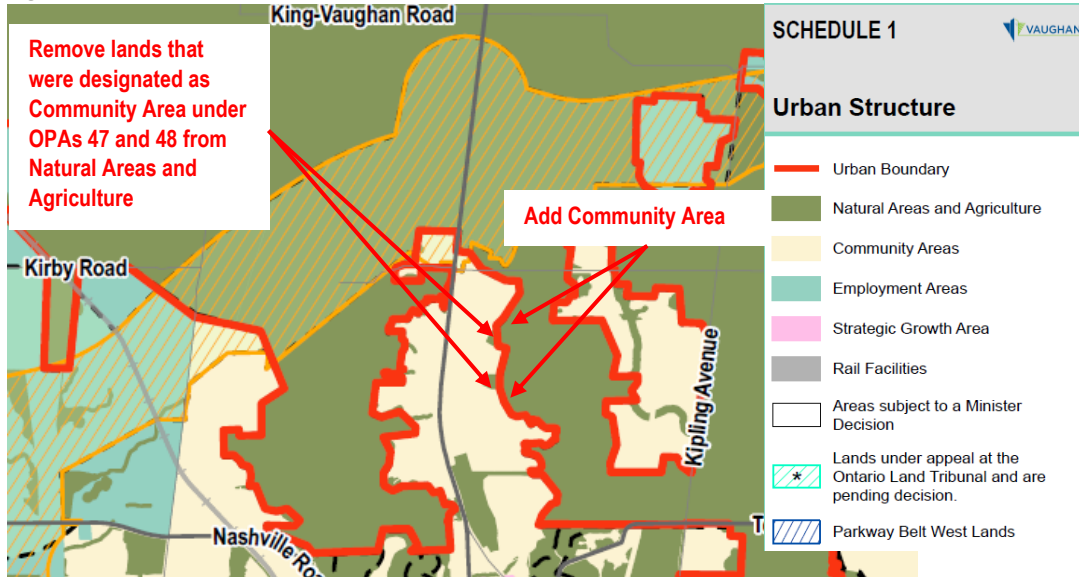 King-Vaughan Road
Remove lands that
were designated as
Community Area under
OPAs 47 and 48 from
Natural Areas and
Agriculture
Add Community Area
Kirby Road
Kipling Avenue
Nashville
SCHEDULE 1
VAUGHAN
Urban Structure
Urban Boundary
Natural Areas and Agriculture
Community Areas
Employment Areas
Strategic Growth Area
Rail Facilities
Areas subject to a Minister
Decision
*
Lands under appeal at the
Ontario Land Tribunal and are
pending decision.
Parkway Belt West Lands